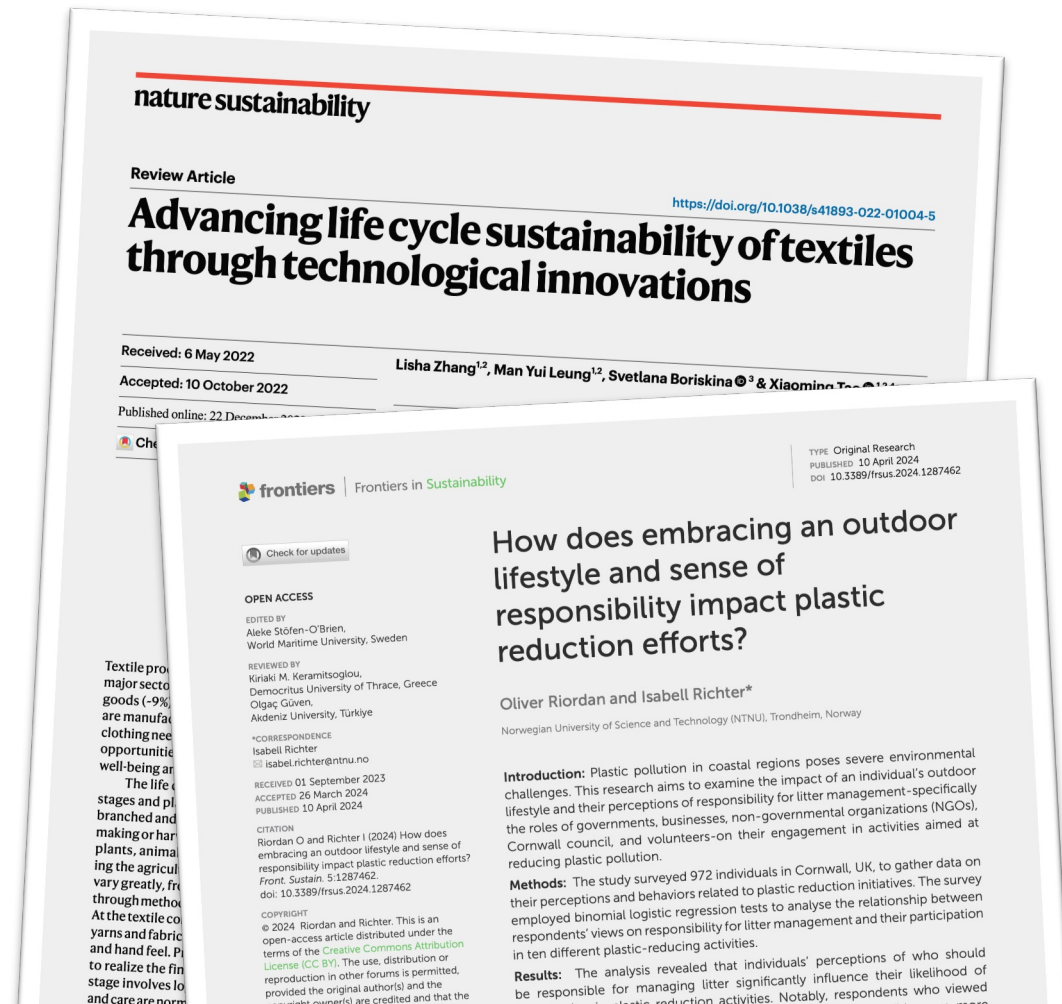 nature sustainability
Review Article
https://doi.org/10.1038/s41893-022-01004-5
Advancing life cycle sustainability of textiles
through technological innovations
Received: 6 May 2022
Accepted: 10 October 2022
Published online: 22 December
Lisha Zhang1,2, Man Yui Leung1,2, Svetlana Boriskina 3 & Xiaoming Tao
Textile
major
goods (-9%)
are
clothing
well-being
The life
stages and
branched and
making or
plants,
ing the
vary greatly,
through
At the textile
yarns and
and hand feel.
to realize the
stage involves
and care are
frontiers | Frontiers in Sustainability
TYPE Original Research
PUBLISHED 10 April 2024
DOI 10.3389/frsus.2024.1287462
Check for updates
OPEN ACCESS
EDITED BY
Aleke Stöfen-O'Brien,
World Maritime University, Sweden
REVIEWED BY
Kiriaki M. Keramitsoglou,
Democritus University of Thrace, Greece
Olgaç Güven,
Akdeniz University, Türkiye
*CORRESPONDENCE
Isabell Richter
isabel.richter@ntnu.no
RECEIVED 01 September 2023
ACCEPTED 26 March 2024
PUBLISHED 10 April 2024
CITATION
Riordan O and Richter I (2024) How does
embracing an outdoor lifestyle and sense of
responsibility impact plastic reduction efforts?
Front. Sustain. 5:1287462.
doi: 10.3389/frsus.2024.1287462
COPYRIGHT
© 2024 Riordan and Richter. This is an
open-access article distributed under the
terms of the Creative Commons Attribution
License (CC BY). The use, distribution or
reproduction in other forums is permitted,
provided the original author(s) and the
copyright owner(s) are credited and that the
How does embracing an outdoor
lifestyle and sense of
responsibility impact plastic
reduction efforts?
Oliver Riordan and Isabell Richter*
Norwegian University of Science and Technology (NTNU), Trondheim, Norway
Introduction: Plastic pollution in coastal regions poses severe environmental
challenges. This research aims to examine the impact of an individual's outdoor
lifestyle and their perceptions of responsibility for litter management-specifically
the roles of governments, businesses, non-governmental organizations (NGOs),
Cornwall council, and volunteers-on their engagement in activities aimed at
reducing plastic pollution.
Methods: The study surveyed 972 individuals in Cornwall, UK, to gather data on
their perceptions and behaviors related to plastic reduction initiatives. The survey
employed binomial logistic regression tests to analyse the relationship between
respondents' views on responsibility for litter management and their participation
in ten different plastic-reducing activities.
Results: The analysis revealed that individuals' perceptions of who should
be responsible for managing litter significantly influence their likelihood of
plastic reduction activities. Notably, respondents who viewed